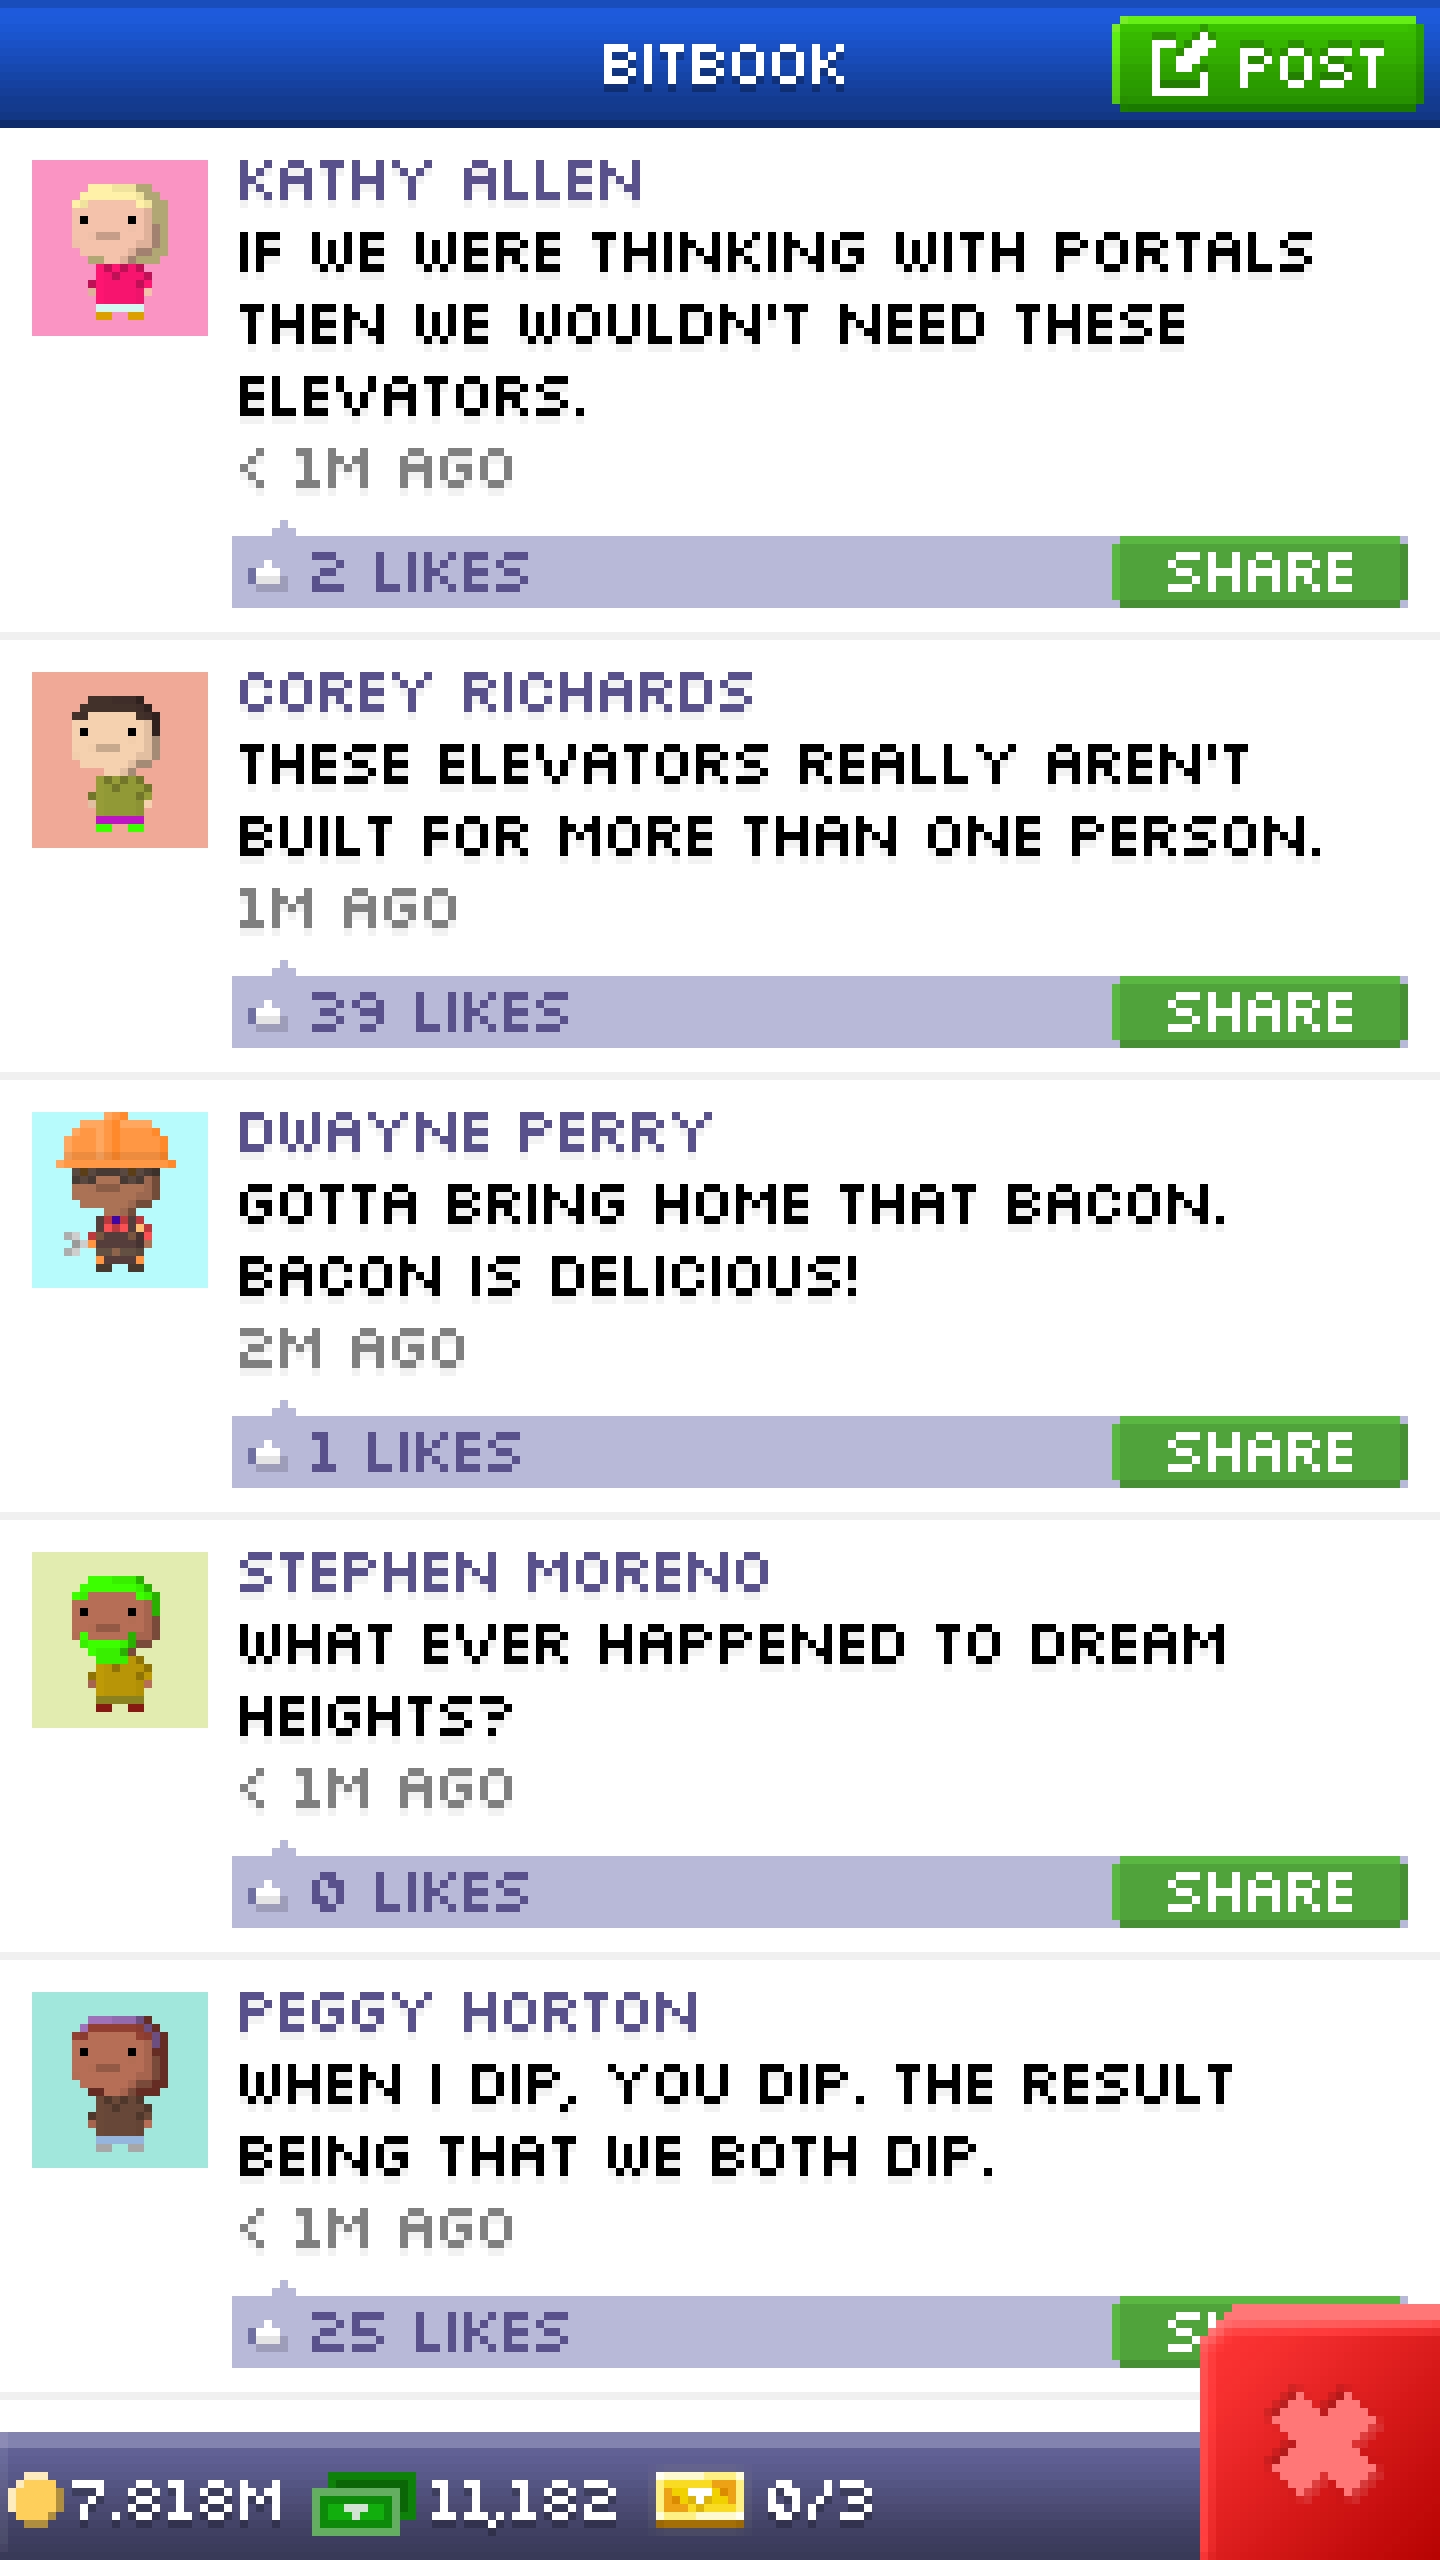 BITBOOK
POST
KATHY ALLEN
IF WE WERE THINKING WITH PORTALS
THEN WE WOULDN'T NEED THESE
ELEVATORS.
< 1M AGO
2 LIKES
SHARE
COREY RICHARDS
THESE ELEVATORS REALLY AREN'T
BUILT FOR MORE THAN ONE PERSON.
1M AGO
39 LIKES
SHARE
DWAYNE PERRY
GOTTA BRING HOME THAT BACON.
BACON IS DELICIOUS!
2M AGO
1 LIKES
SHARE
STEPHEN MORENO
WHAT EVER HAPPENED TO DREAM
HEIGHTS?
< 1M AGO
0 LIKES
SHARE
PEGGY HORTON
WHEN I DIP, YOU DIP. THE RESULT
BEING THAT WE BOTH DIP.
< 1M AGO
25 LIKES
7.818M
11,182
0/3